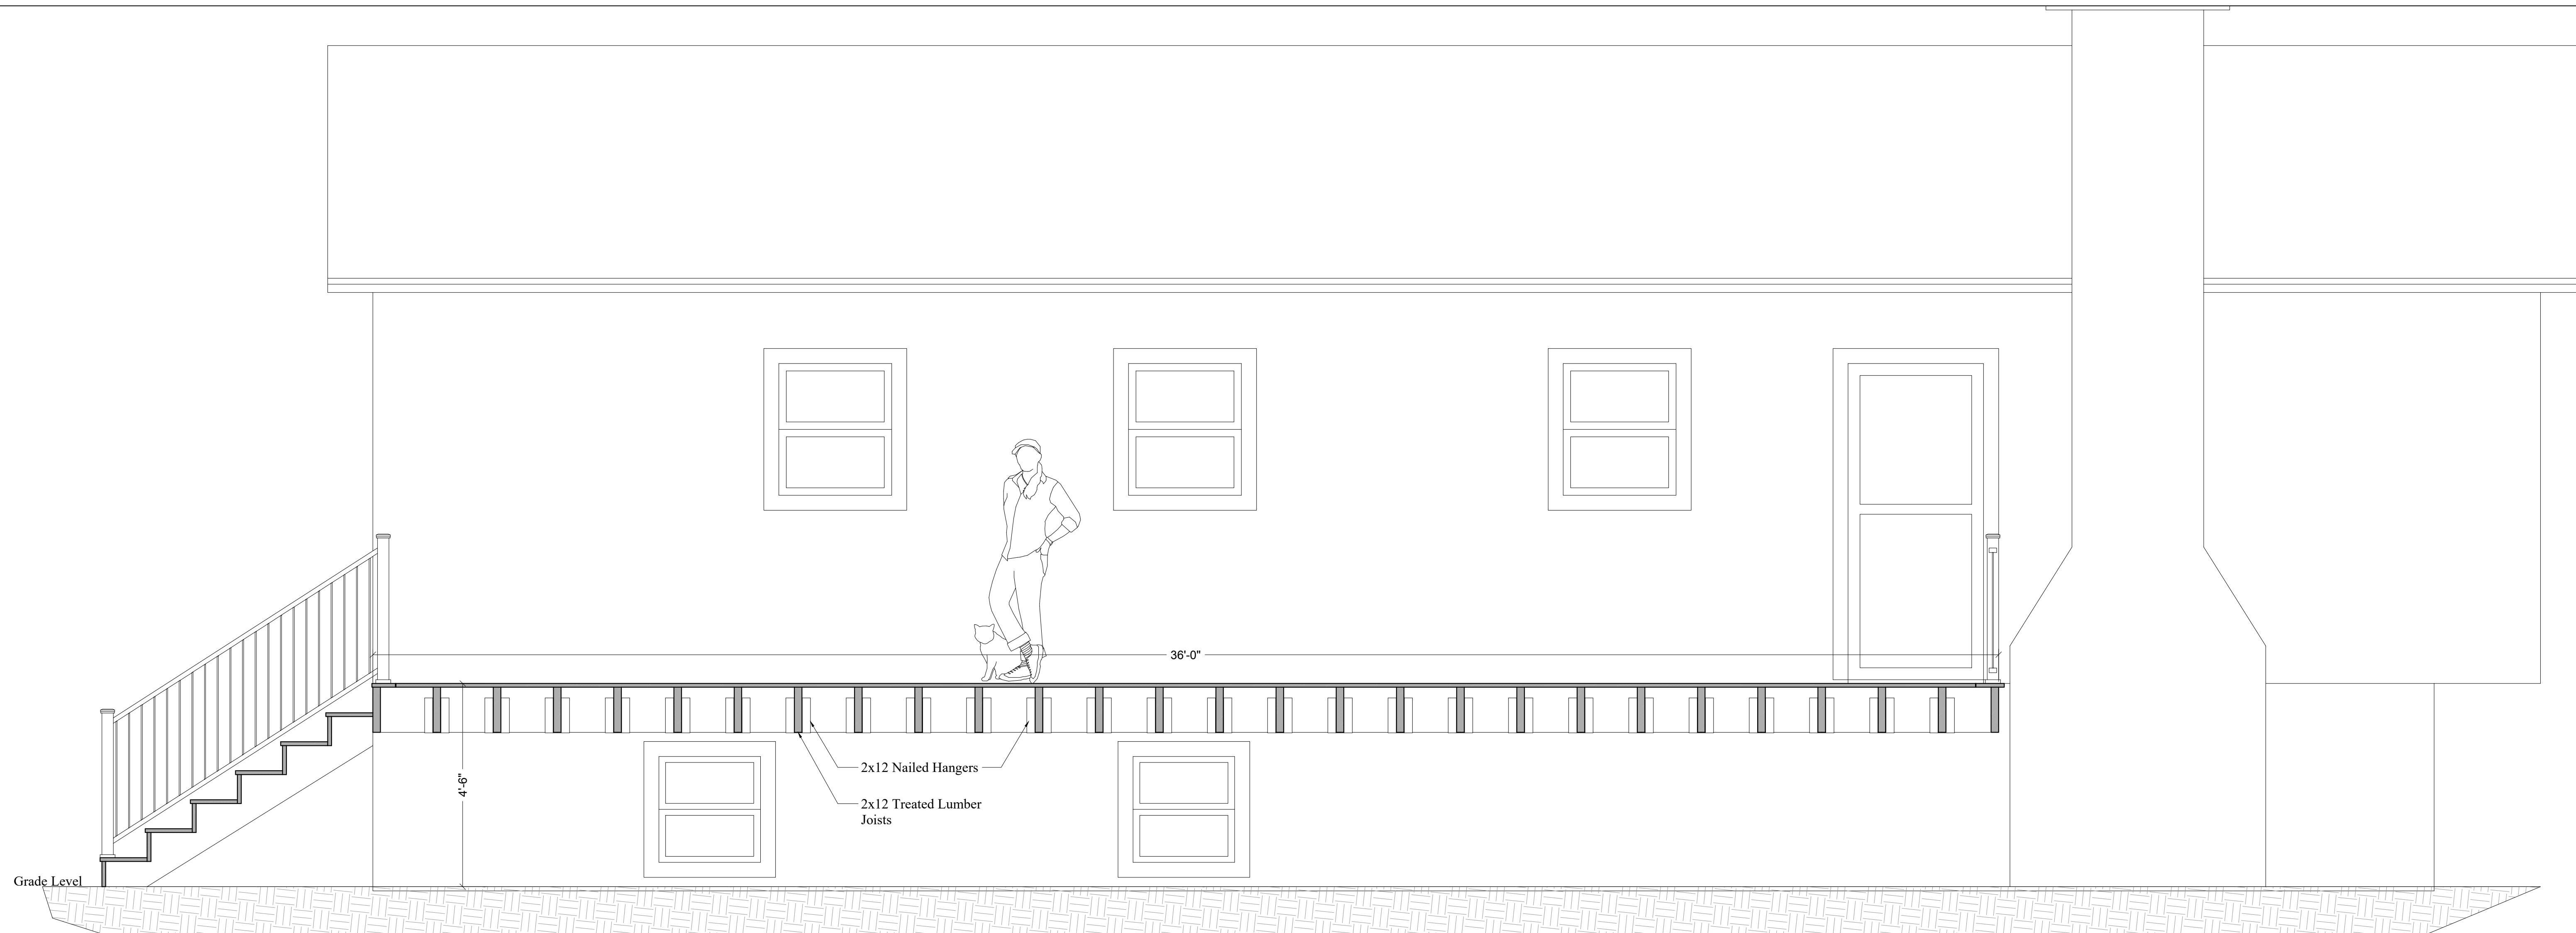 36'-0"
4'-6"
2x12 Nailed Hangers
2x12 Treated Lumber
Joists
Grade Level